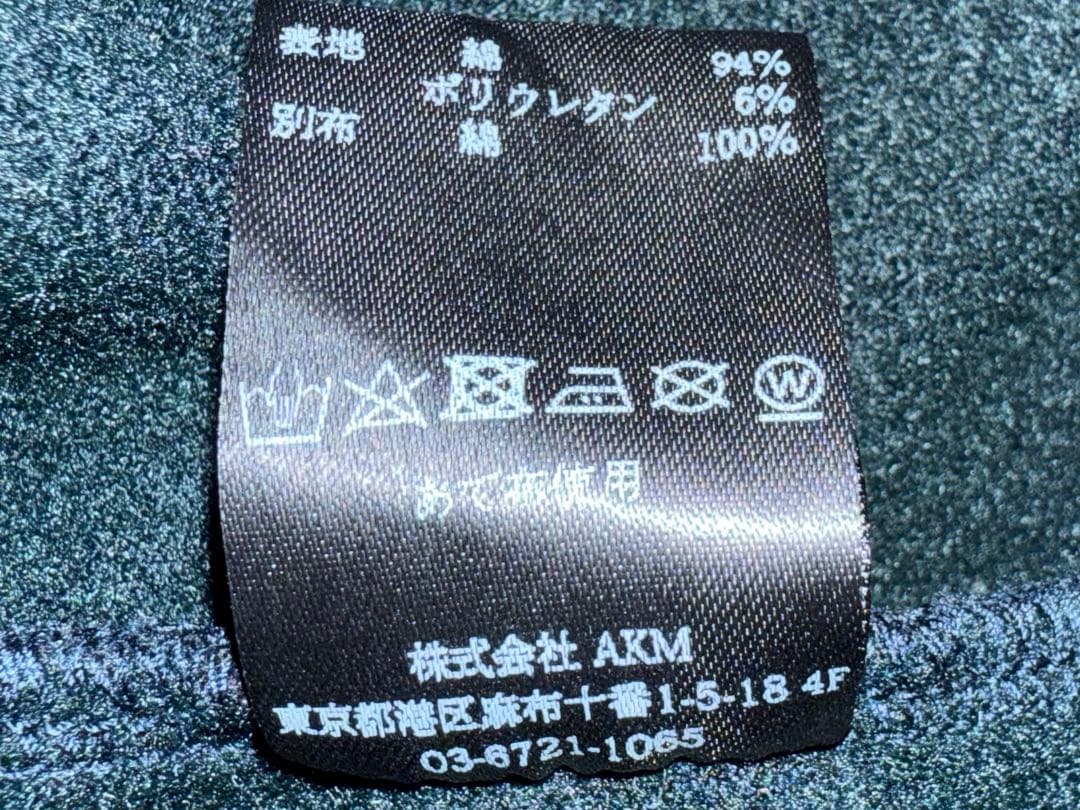 表地 綿 94%
ポリウレタン 6%
別布 綿 100%
W
あて布使用
株式会社 AKM
東京都港区麻布十番1-5-18 4F
03-6721-1065